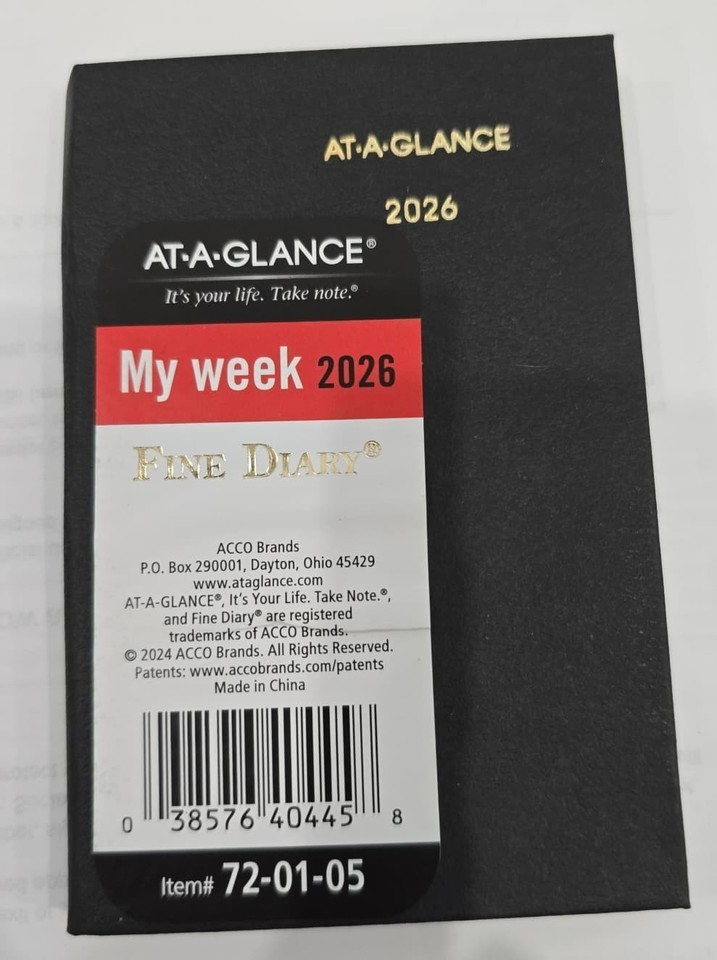 AT·A·GLANCE
2026
AT·A·GLANCE®
It's your life. Take note.®
My week 2026
FINE DIARY®
ACCO Brands
P.O. Box 290001, Dayton, Ohio 45429
www.ataglance.com
AT-A-GLANCE®, It's Your Life. Take Note.®,
and Fine Diary® are registered
trademarks of ACCO Brands.
© 2024 ACCO Brands. All Rights Reserved.
Patents: www.accobrands.com/patents
Made in China
0 38576 40445 8
Item# 72-01-05